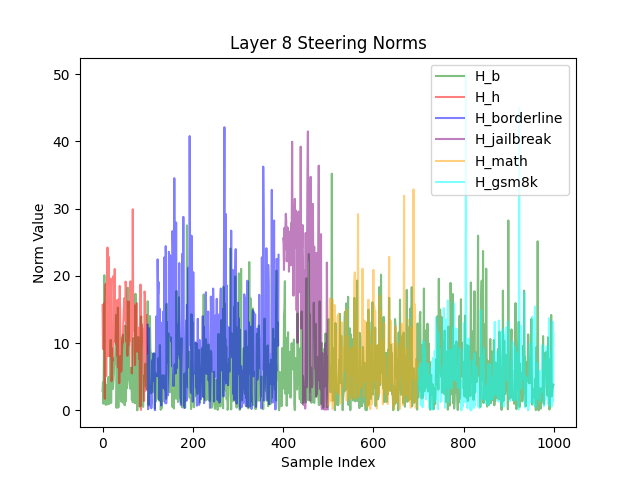 Layer 8 Steering Norms
Norm Value
50
40
30
20
10
0
H_b
H_h
H_borderline
H_jailbreak
H_math
H_gsm8k
0 200 400 600 800 1000
Sample Index